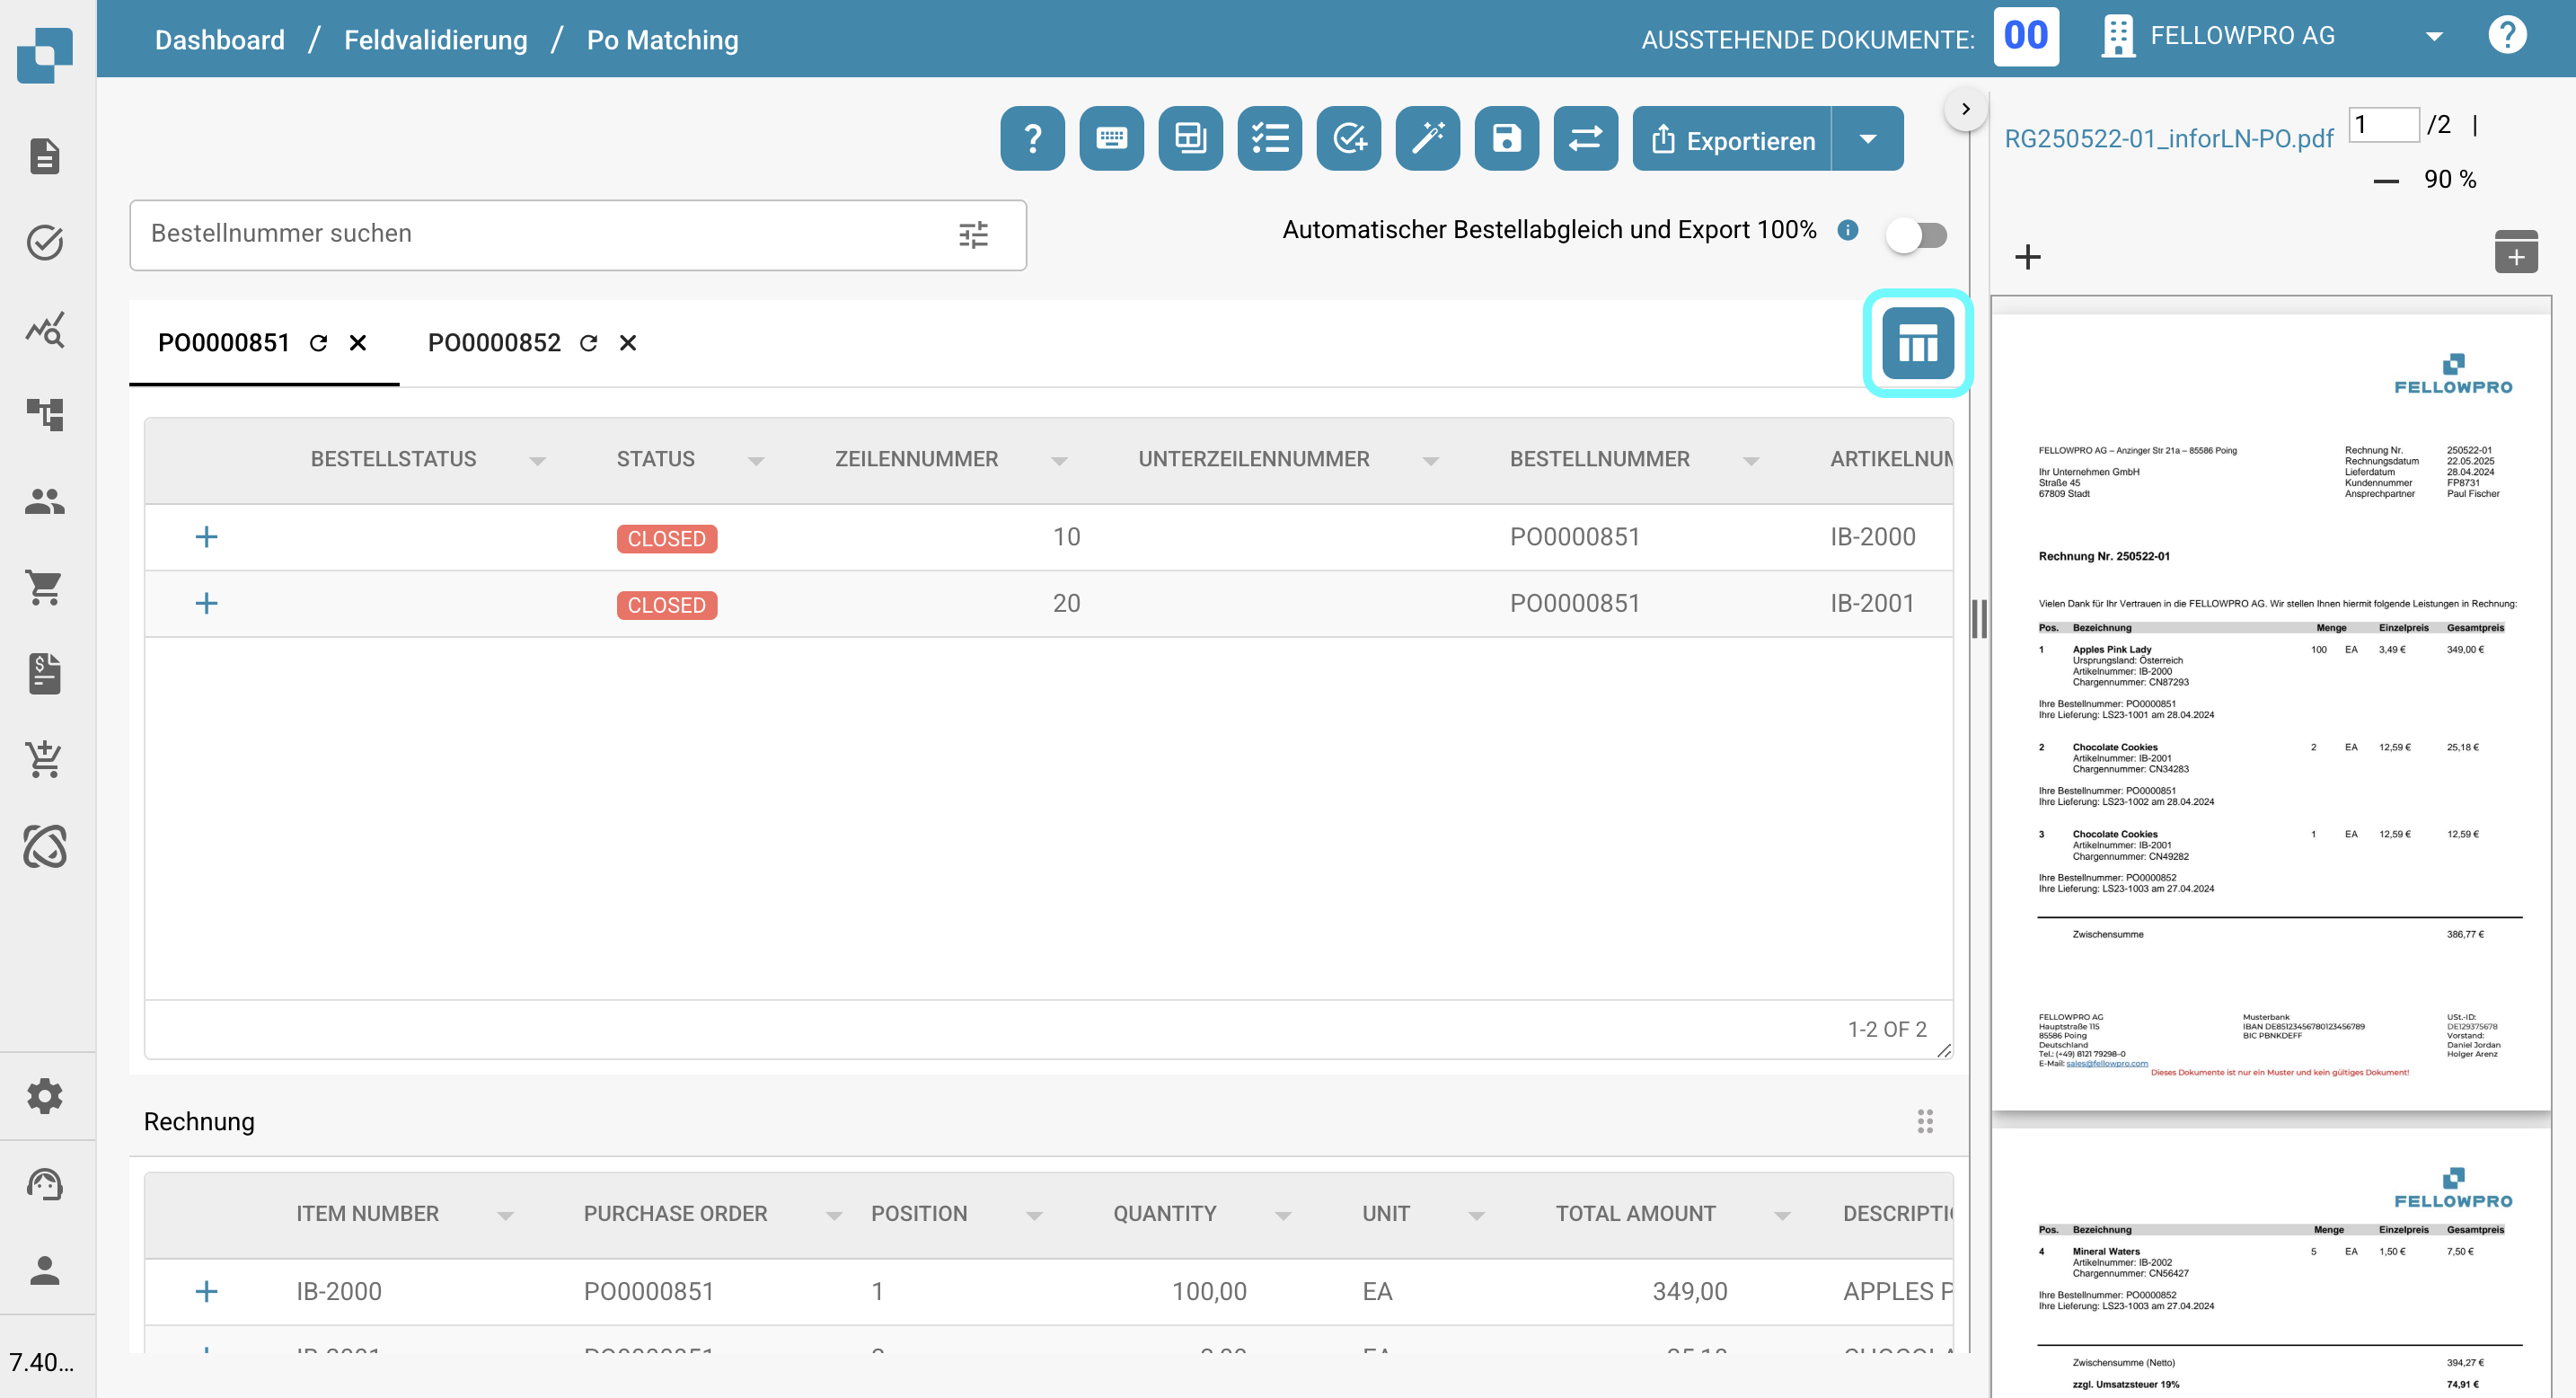 Dashboard / Feldvalidierung / Po Matching
AUSSTEHENDE DOKUMENTE: 00
FELLOWPRO AG
?
? Exportieren
Bestellnummer suchen
Automatischer Bestellabgleich und Export 100%
PO0000851
PO0000852
BESTELLSTATUS STATUS ZEILENNUMMER UNTERZEILENNUMMER BESTELLNUMMER ARTIKELNUM
CLOSED 10 PO0000851 IB-2000
CLOSED 20 PO0000851 IB-2001
1-2 OF 2
Rechnung
ITEM NUMBER PURCHASE ORDER POSITION QUANTITY UNIT TOTAL AMOUNT DESCRIPTI
IB-2000 PO0000851 1 100,00 EA 349,00 APPLES P
7.40...
RG250522-01_inforLN-PO.pdf
1 /2 |
90 %
FELLOWPRO
FELLOWPRO AG – Anzinger Str 21a – 85586 Poing
Ihr Unternehmen GmbH
Straße 45
67809 Stadt
Rechnung Nr. 250522-01
Rechnungsdatum 22.05.2025
Lieferdatum 28.04.2024
Kundennummer FP8731
Ansprechpartner Paul Fischer
Rechnung Nr. 250522-01
Vielen Dank für Ihr Vertrauen in die FELLOWPRO AG. Wir stellen Ihnen hiermit folgende Leistungen in Rechnung:
Pos. Bezeichnung Menge Einzelpreis Gesamtpreis
1 Apples Pink Lady 100 EA 3,49 € 349,00 €
Ursprungsland: Österreich
Artikelnummer: IB-2000
Chargennummer: CN87293
Ihre Bestellnummer: PO0000851
Ihre Lieferung: LS23-1001 am 28.04.2024
2 Chocolate Cookies 2 EA 12,59 € 25,18 €
Artikelnummer: IB-2001
Chargennummer: CN34283
Ihre Bestellnummer: PO0000851
Ihre Lieferung: LS23-1002 am 28.04.2024
3 Chocolate Cookies 1 EA 12,59 € 12,59 €
Artikelnummer: IB-2001
Chargennummer: CN49282
Ihre Bestellnummer: PO0000852
Ihre Lieferung: LS23-1003 am 27.04.2024
Zwischensumme 386,77 €
FELLOWPRO AG
Hauptstraße 115
85586 Poing
Deutschland
Tel.: (+49) 8121 79298-0
E-Mail: sales@fellowpro.com
Musterbank
IBAN DE85123456780123456789
BIC PBNKDEFF
USt.-ID:
DE129375678
Vorstand:
Daniel Jordan
Holger Arenz
Dieses Dokumente ist nur ein Muster und kein gültiges Dokument!
FELLOWPRO
Pos. Bezeichnung Menge Einzelpreis Gesamtpreis
4 Mineral Waters 5 EA 1,50 € 7,50 €
Artikelnummer: IB-2002
Chargennummer: CN56427
Ihre Bestellnummer: PO0000852
Ihre Lieferung: LS23-1003 am 27.04.2024
Zwischensumme (Netto) 394,27 €
zzgl. Umsatzsteuer 19% 74,91 €